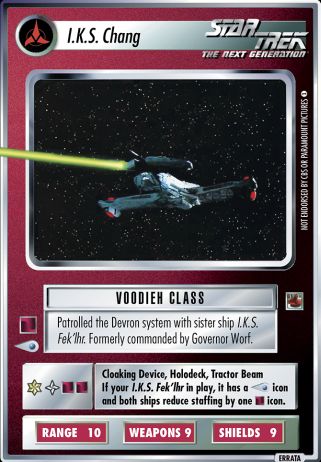 I.K.S. Chang
STAR TREK
THE NEXT GENERATION
NOT ENDORSED BY CBS OR PARAMOUNT PICTURES
VOODIEH CLASS
Patrolled the Devron system with sister ship I.K.S.
Fek'lhr. Formerly commanded by Governor Worf.
Cloaking Device, Holodeck, Tractor Beam
If your I.K.S. Fek'lhr in play, it has a icon
and both ships reduce staffing by one icon.
RANGE 10 WEAPONS 9 SHIELDS 9
ERRATA